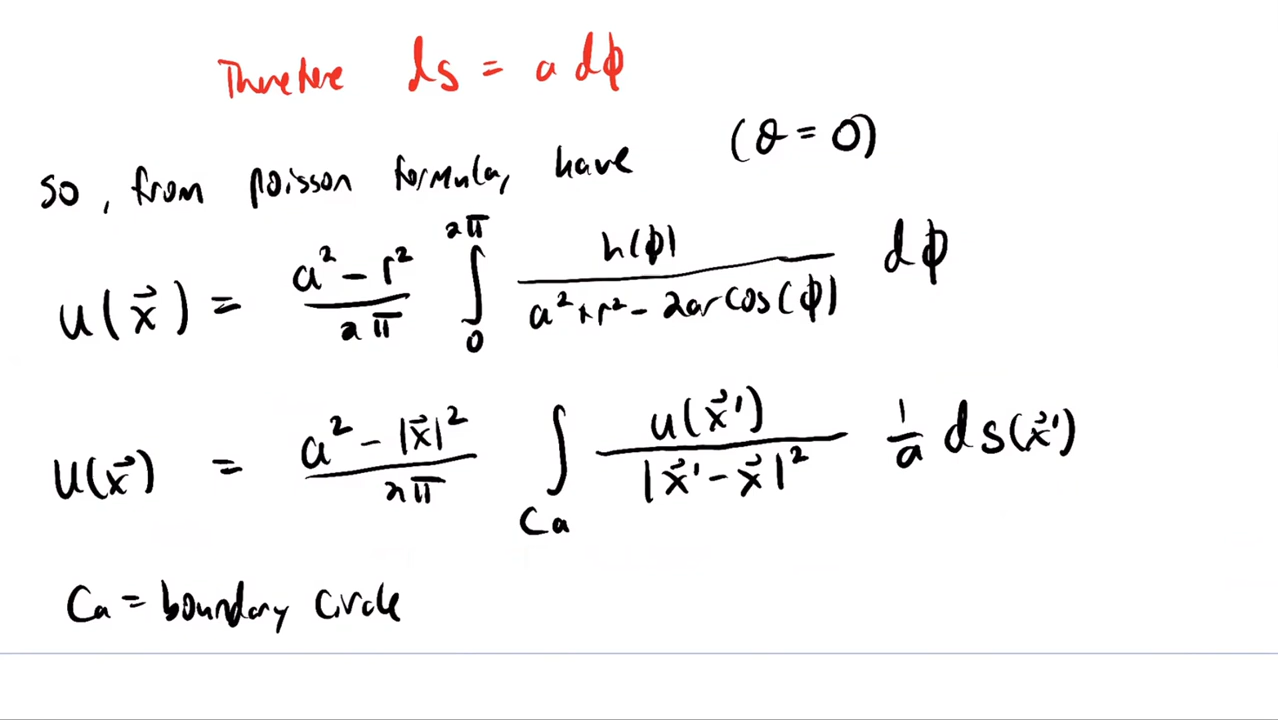 Therefore ds = a dϕ
so, from poisson formula, have (θ = 0)
u(x⃗) = (a² − r²)/(2π) ∫₀^{2π} h(ϕ)/(a² + r² − 2ar cos(ϕ)) dϕ
u(x⃗) = (a² − |x⃗|²)/(2π) ∫_{Ca} u(x⃗')/|x⃗' − x⃗|² 1/a ds(x⃗')
Ca = boundary circle